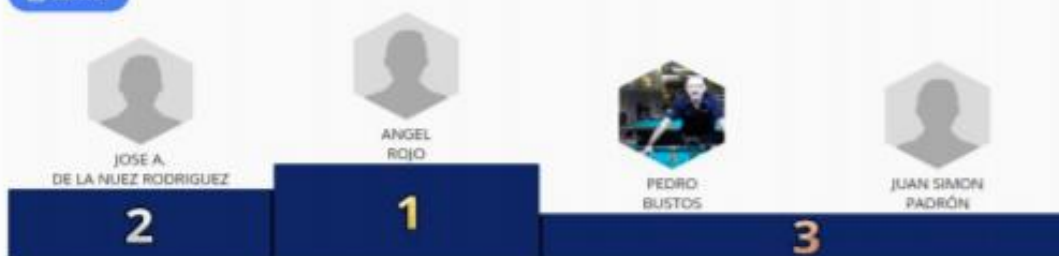 JOSE A.
DE LA NUEZ RODRIGUEZ
2
ANGEL
ROJO
1
PEDRO
BUSTOS
JUAN SIMON
PADRÓN
3